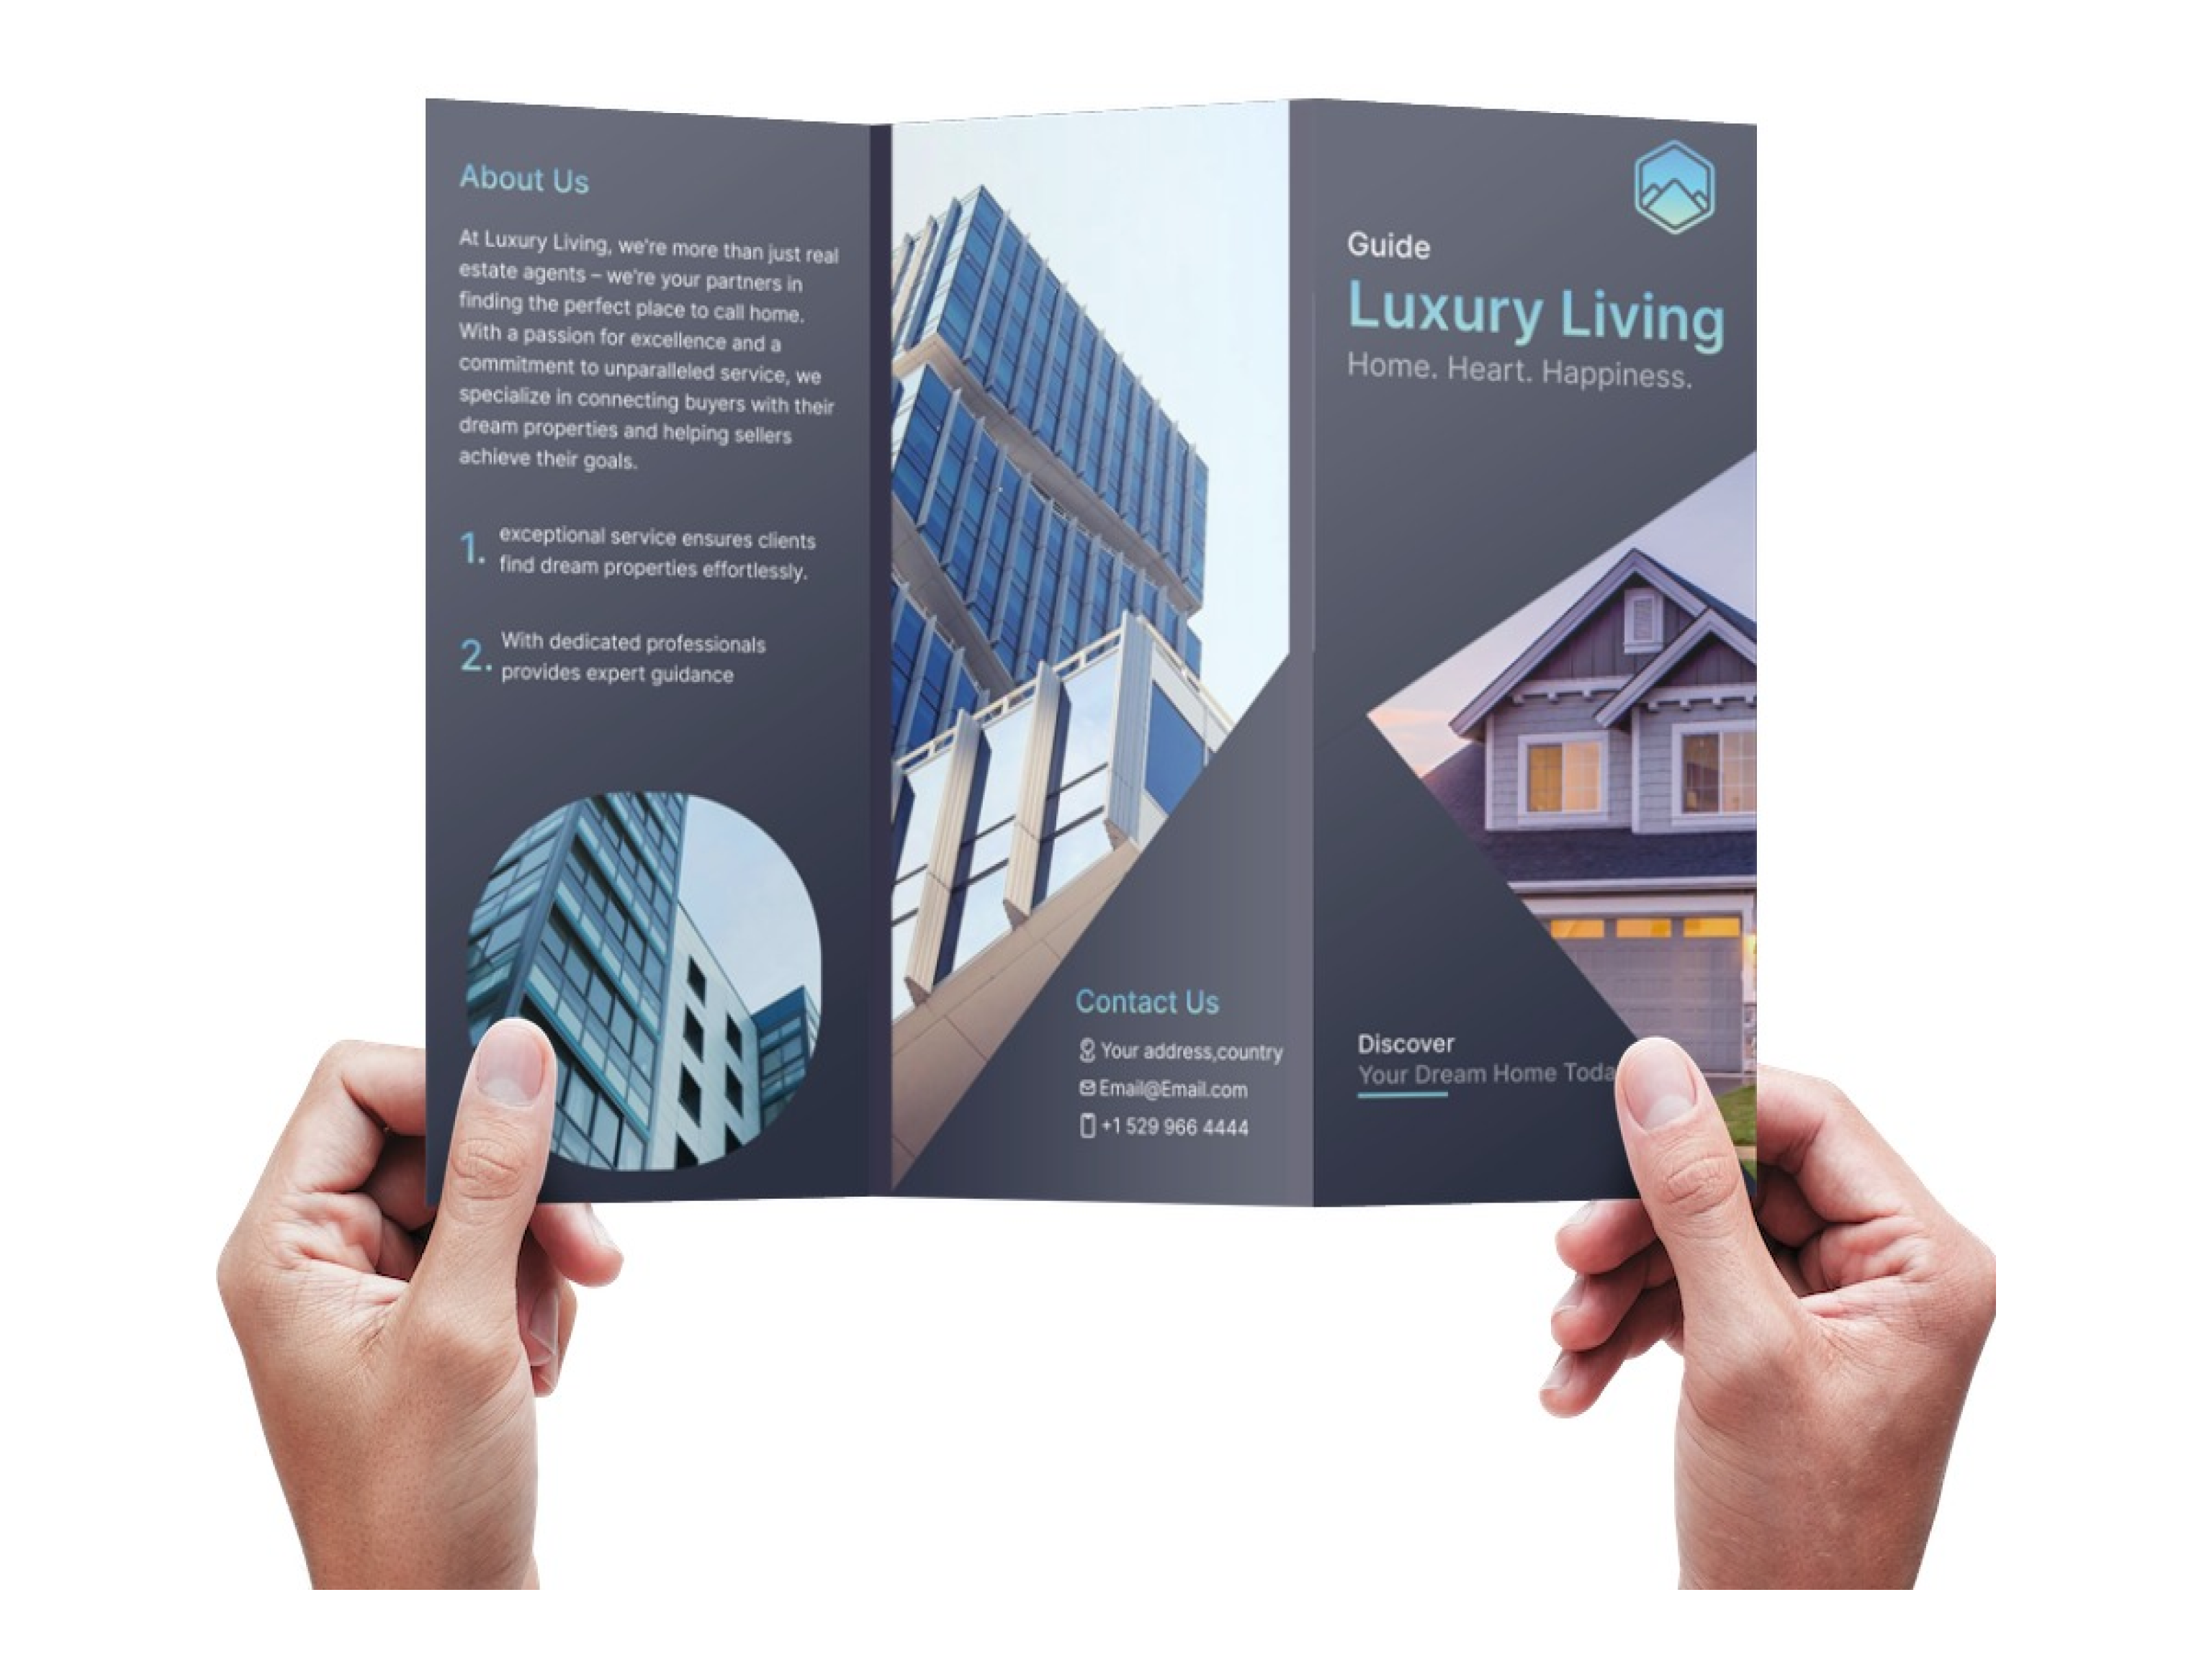 About Us
At Luxury Living, we're more than just real
estate agents – we're your partners in
finding the perfect place to call home.
With a passion for excellence and a
commitment to unparalleled service, we
specialize in connecting buyers with their
dream properties and helping sellers
achieve their goals.
1. exceptional service ensures clients
find dream properties effortlessly.
2. With dedicated professionals
provides expert guidance
Contact Us
Your address,country
Email@Email.com
+1 529 966 4444
Guide
Luxury Living
Home. Heart. Happiness.
Discover
Your Dream Home Toda